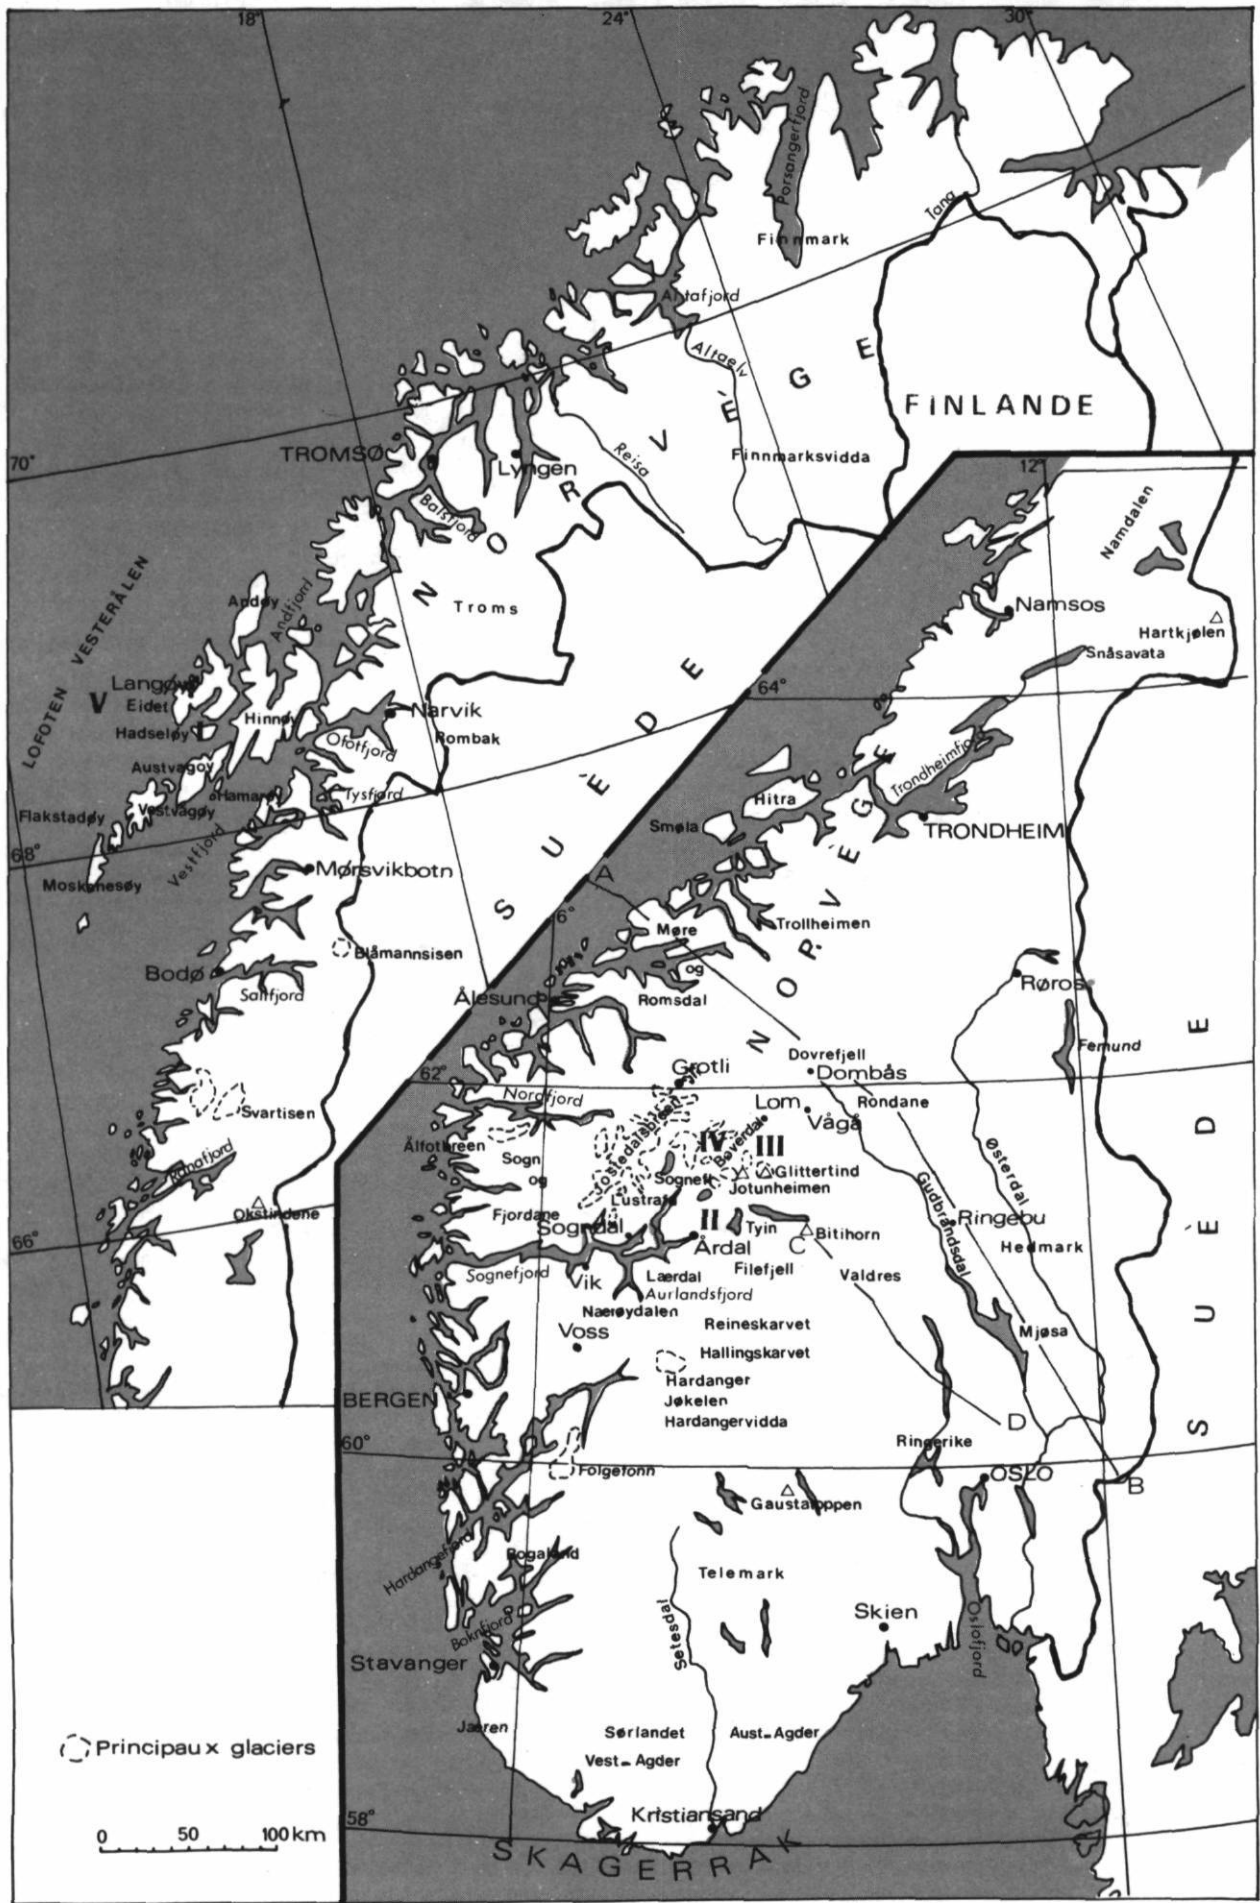 18°
24°
30°
Porsangerfjord
Tana
Finnmark
Altafjord
Altaelv
NORVÉGE
FINLANDE
TROMSØ
Lyngen
Reisa
Finnmarksvidda
70°
Balsfjord
12°
Namdalen
LOFOTEN VESTERÅLEN
Andøy
Andfjord
Troms
Namsos
Hartkjølen
Snåsavata
Langøy
V
Eidet
I
Hadseløy
Hinnøy
Narvik
Ofotfjord
Rombak
64°
SUÉDE
Austvagøy
Hamarøy
Tysfjord
Flakstadøy
Vestvågøy
Vestfjord
Hitra
Trondheimfjord
Smøla
TRONDHEIM
68°
Moskenesøy
Mørsvikbotn
A
6°
Møre
og
Romsdal
Trollheimen
NORVÉGE
Blåmannsisen
Bodø
Saltfjord
Ålesund
Røros
Femund
Dovrefjell
Dombås
Grotli
62°
Nordfjord
Lom
Vågå
Rondane
Svartisen
Ålfotbreen
Jostedalsbreen
IV
Bøverdal
III
Glittertind
Østerdal
SUÈDE
Ranafjord
Sogn
og
Fjordane
Sognefj
Jotunheimen
Lustrafj
Okstindene
Sogndal
II
Tyin
Bitihorn
C
Gudbrandsdal
Ringebu
Hedmark
66°
Årdal
Filefjell
Sognefjord
Vik
Lærdal
Aurlandsfjord
Valdres
Nærøydalen
Voss
Reineskarvet
Mjøsa
Hallingskarvet
Hardanger
Jøkelen
Hardangervidda
BERGEN
D
60°
Ringerike
Folgefonn
OSLO
B
Gaustatoppen
Hardangefjord
Rogaland
Telemark
Setesdal
Skien
Oslofjord
Boknfjord
Stavanger
Jæren
Sørlandet
Aust-Agder
Vest-Agder
Principaux glaciers
Kristiansand
58°
0 50 100 km
SKAGERRAK